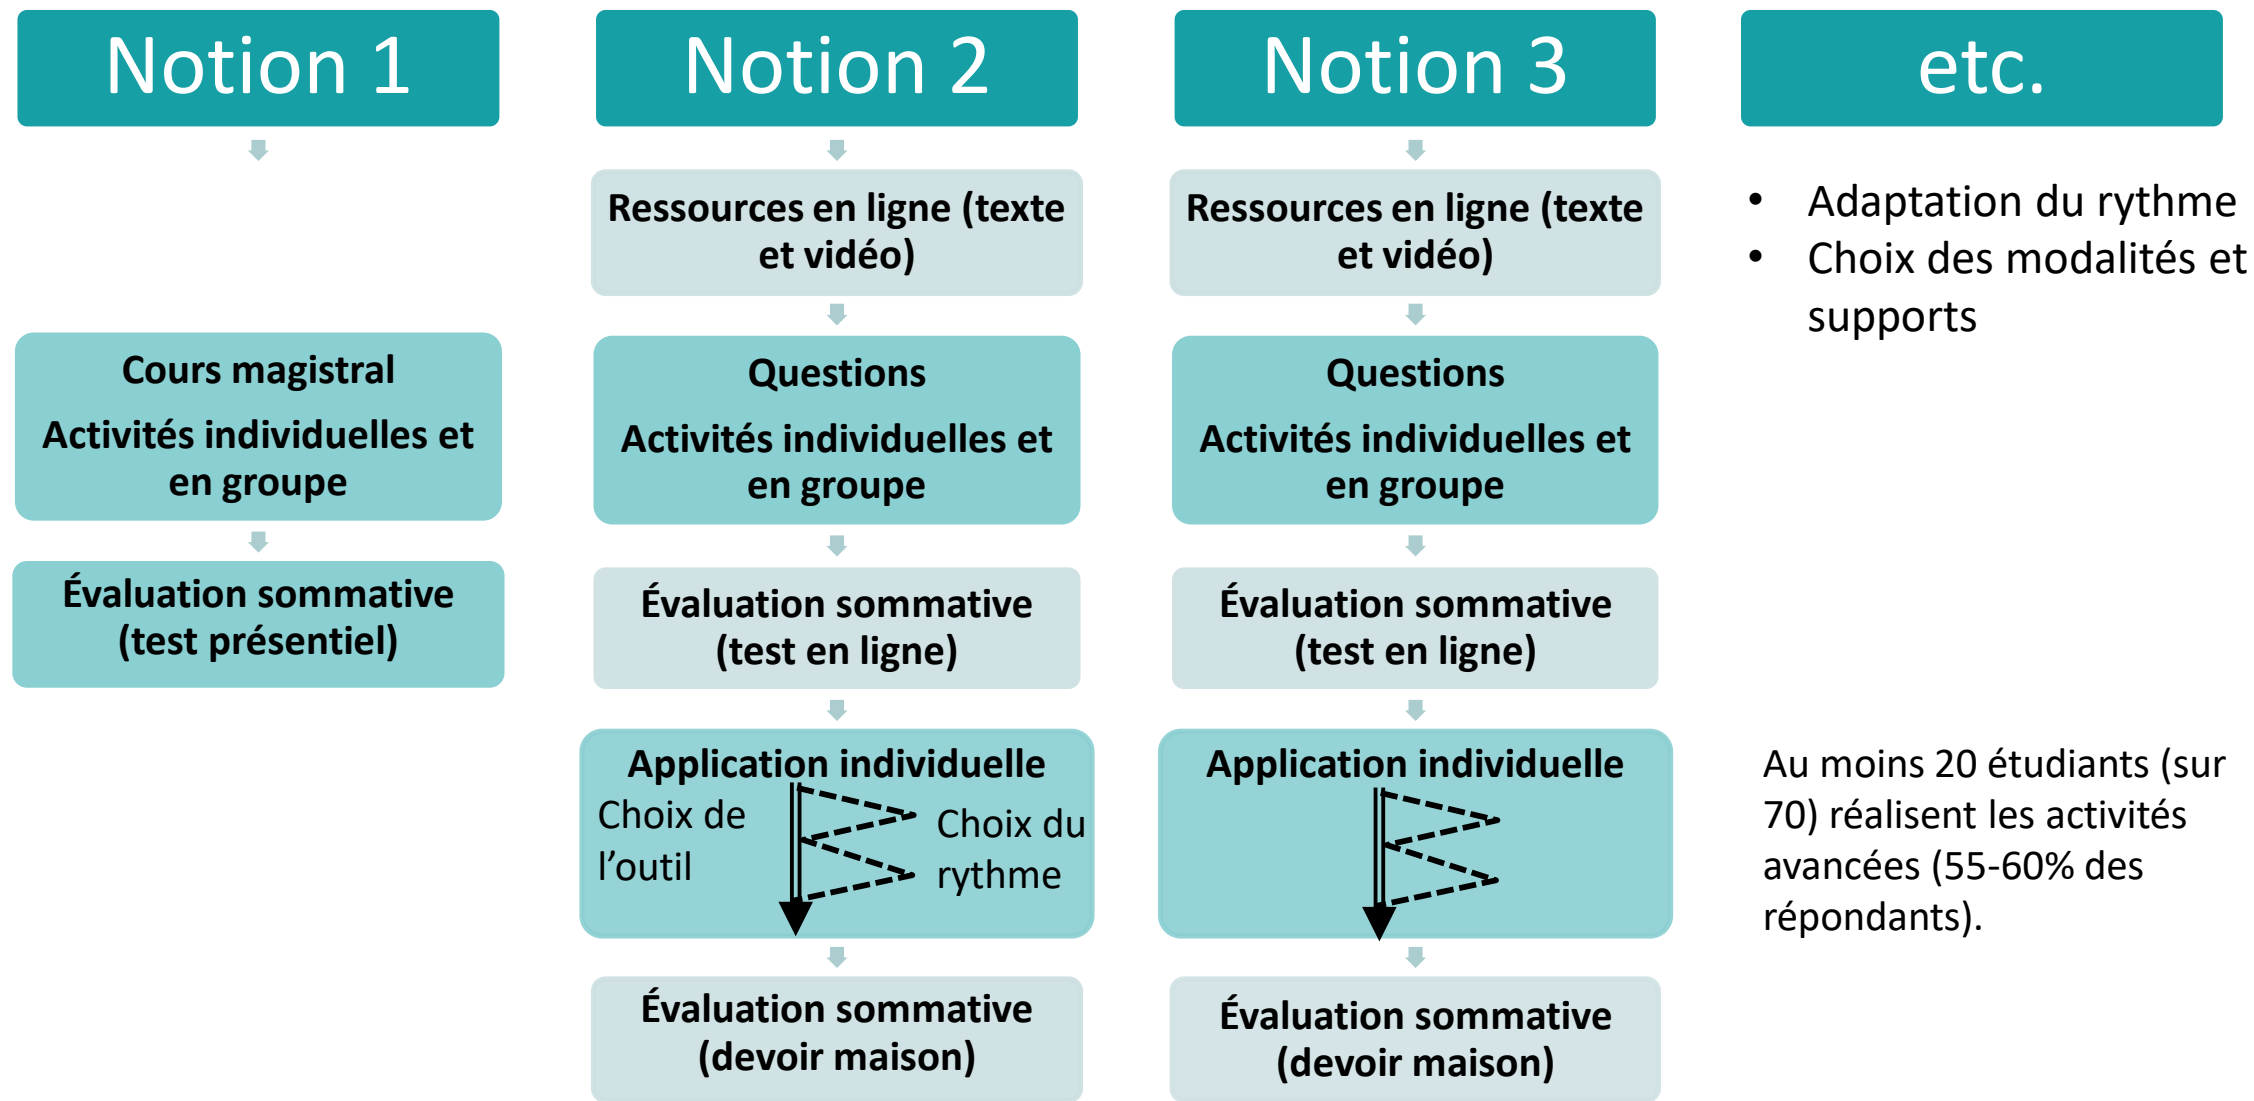 Notion 1
Cours magistral
Activités individuelles et
en groupe
Évaluation sommative
(test présentiel)
Notion 2
Ressources en ligne (texte
et vidéo)
Questions
Activités individuelles et
en groupe
Évaluation sommative
(test en ligne)
Application individuelle
Choix de
l’outil
Choix du
rythme
Évaluation sommative
(devoir maison)
Notion 3
Ressources en ligne (texte
et vidéo)
Questions
Activités individuelles et
en groupe
Évaluation sommative
(test en ligne)
Application individuelle
Évaluation sommative
(devoir maison)
etc.
• Adaptation du rythme
• Choix des modalités et
supports
Au moins 20 étudiants (sur
70) réalisent les activités
avancées (55-60% des
répondants).